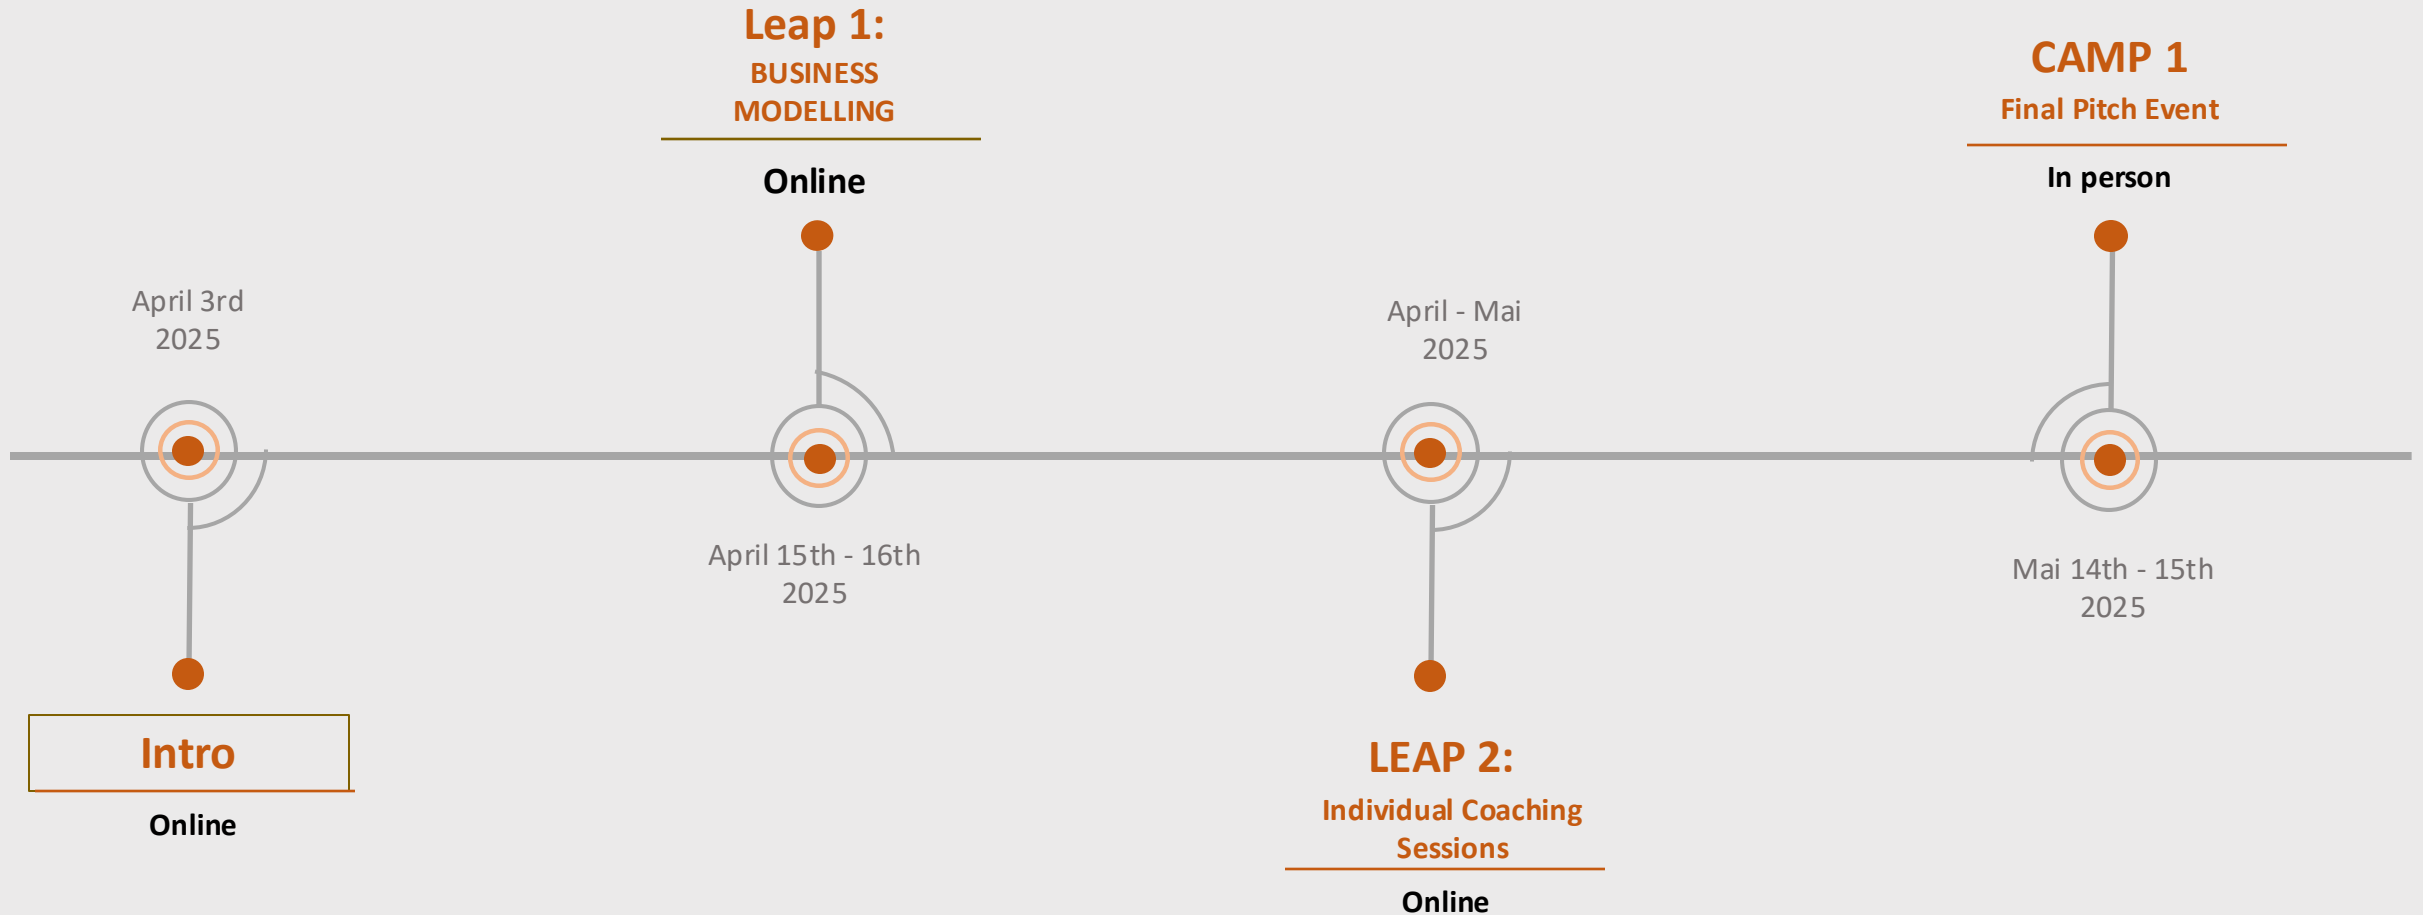 April 3rd
2025
Intro
Online
Leap 1:
BUSINESS
MODELLING
Online
April 15th - 16th
2025
April - Mai
2025
LEAP 2:
Individual Coaching
Sessions
Online
CAMP 1
Final Pitch Event
In person
Mai 14th - 15th
2025